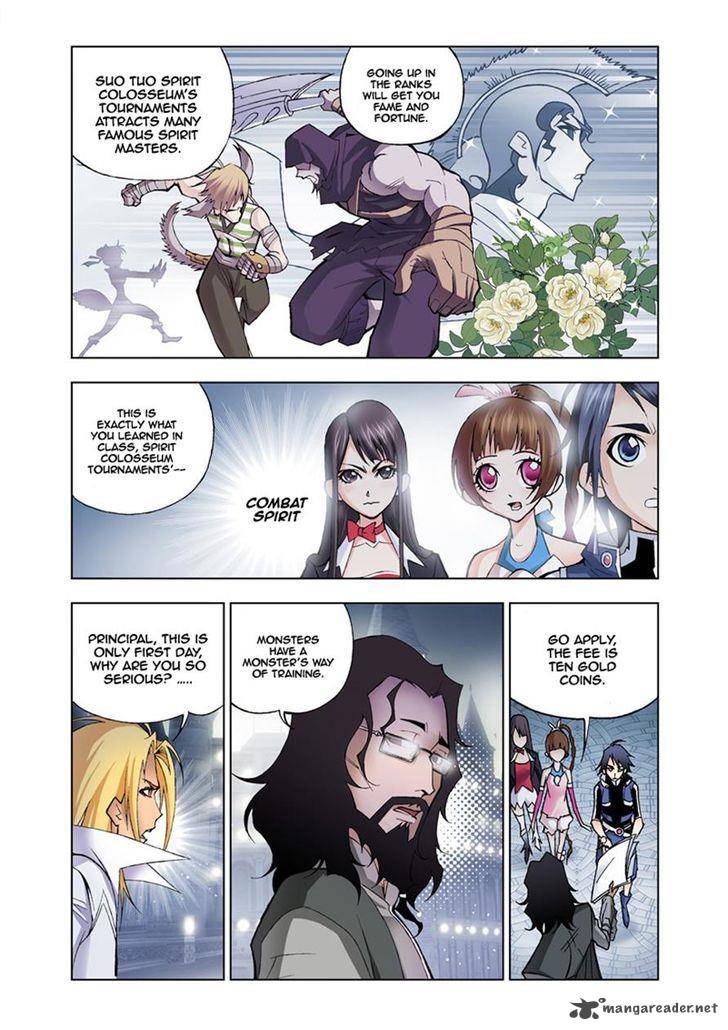 SUO TUO SPIRIT
COLOSSEUM'S
TOURNAMENTS
ATTRACTS MANY
FAMOUS SPIRIT
MASTERS.
GOING UP IN
THE RANKS
WILL GET YOU
FAME AND
FORTUNE.
THIS IS
EXACTLY WHAT
YOU LEARNED IN
CLASS, SPIRIT
COLOSSEUM
TOURNAMENTS'--
COMBAT
SPIRIT
PRINCIPAL, THIS IS
ONLY FIRST DAY,
WHY ARE YOU SO
SERIOUS? .....
MONSTERS
HAVE A
MONSTER'S WAY
OF TRAINING.
GO APPLY,
THE FEE IS
TEN GOLD
COINS.
mangareader.net